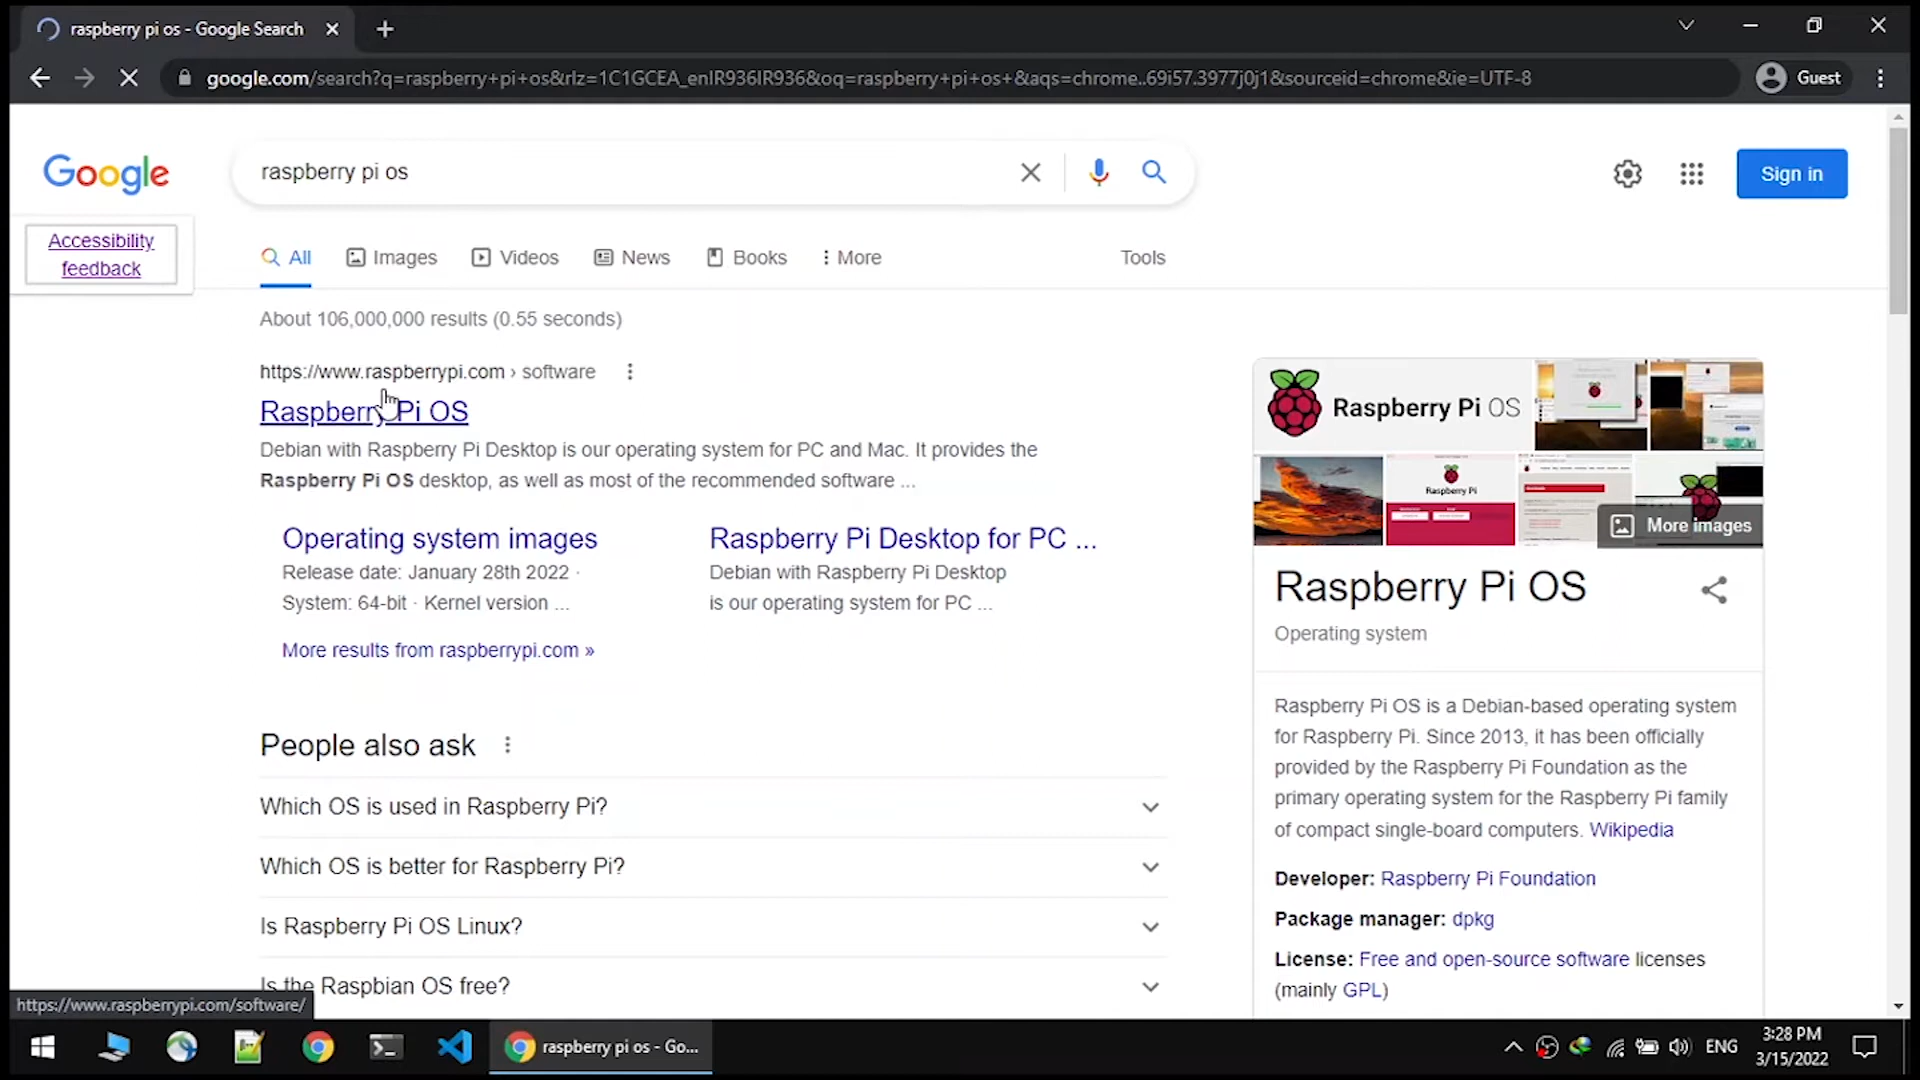 raspberry pi os - Google Search
google.com/search?q=raspberry+pi+os&rlz=1C1GCEA_enIR936IR936&oq=raspberry+pi+os+&aqs=chrome..69i57.3977j0j1&sourceid=chrome&ie=UTF-8
Guest
Google
raspberry pi os
Sign in
Accessibility
feedback
All
Images
Videos
News
Books
More
Tools
About 106,000,000 results (0.55 seconds)
https://www.raspberrypi.com › software
Raspberry Pi OS
Debian with Raspberry Pi Desktop is our operating system for PC and Mac. It provides the
Raspberry Pi OS desktop, as well as most of the recommended software ...
Operating system images
Release date: January 28th 2022 ·
System: 64-bit · Kernel version ...
Raspberry Pi Desktop for PC ...
Debian with Raspberry Pi Desktop
is our operating system for PC ...
More results from raspberrypi.com »
People also ask
Which OS is used in Raspberry Pi?
Which OS is better for Raspberry Pi?
Is Raspberry Pi OS Linux?
Is the Raspbian OS free?
Raspberry Pi OS
Raspberry Pi
More images
Raspberry Pi OS
Operating system
Raspberry Pi OS is a Debian-based operating system
for Raspberry Pi. Since 2013, it has been officially
provided by the Raspberry Pi Foundation as the
primary operating system for the Raspberry Pi family
of compact single-board computers. Wikipedia
Developer: Raspberry Pi Foundation
Package manager: dpkg
License: Free and open-source software licenses
(mainly GPL)
https://www.raspberrypi.com/software/
raspberry pi os - Go...
ENG
3:28 PM
3/15/2022